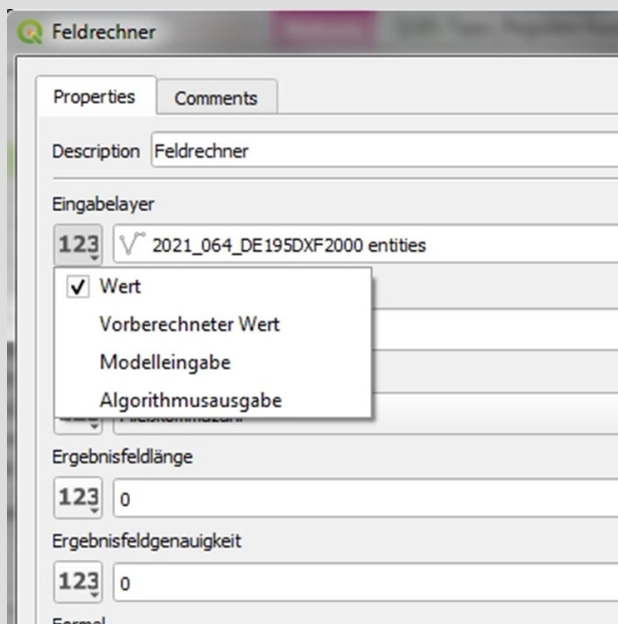 Feldrechner
Properties
Comments
Description Feldrechner
Eingabelayer
123 2021_064_DE195DXF2000 entities
Wert
Vorberechneter Wert
Modelleingabe
Algorithmusausgabe
Ergebnisfeldlänge
123 0
Ergebnisfeldgenauigkeit
123 0
Formel